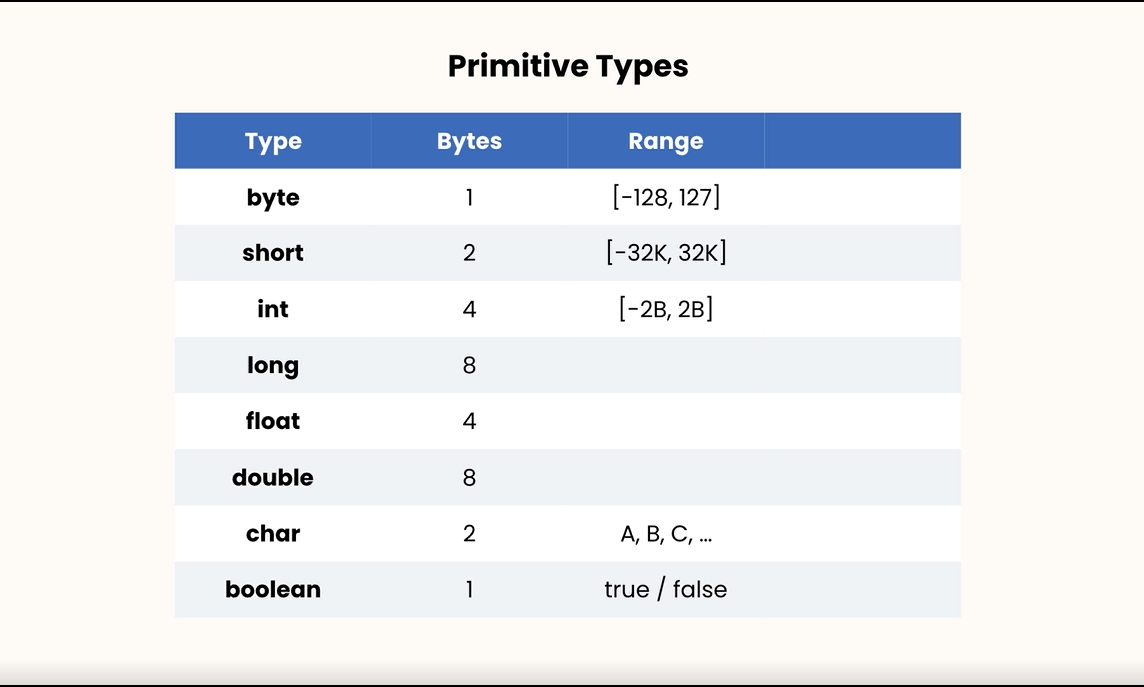 Primitive Types
Type Bytes Range
byte 1 [-128, 127]
short 2 [-32K, 32K]
int 4 [-2B, 2B]
long 8
float 4
double 8
char 2 A, B, C, ...
boolean 1 true / false